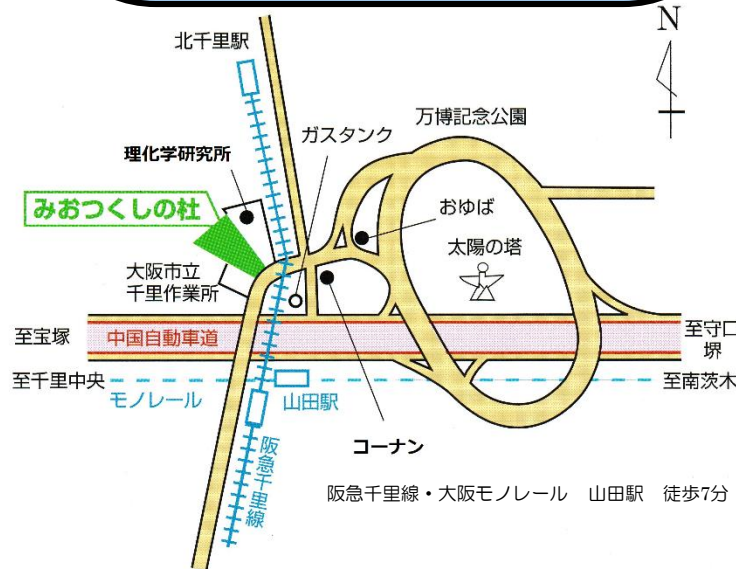 N
北千里駅
ガスタンク
万博記念公園
理化学研究所
みおつくしの杜
おゆば
太陽の塔
大阪市立
千里作業所
至宝塚
中国自動車道
至守口
堺
至千里中央
モノレール
山田駅
至南茨木
阪急千里線
コーナン
阪急千里線・大阪モノレール 山田駅 徒歩7分